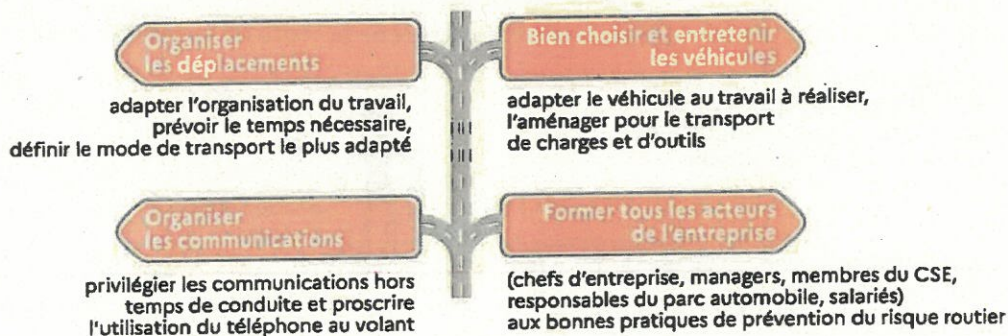 Organiser
les déplacements
adapter l'organisation du travail,
prévoir le temps nécessaire,
définir le mode de transport le plus adapté
Bien choisir et entretenir
les véhicules
adapter le véhicule au travail à réaliser,
l'aménager pour le transport
de charges et d'outils
Organiser
les communications
privilégier les communications hors
temps de conduite et proscrire
l'utilisation du téléphone au volant
Former tous les acteurs
de l'entreprise
(chefs d'entreprise, managers, membres du CSE,
responsables du parc automobile, salariés)
aux bonnes pratiques de prévention du risque routier